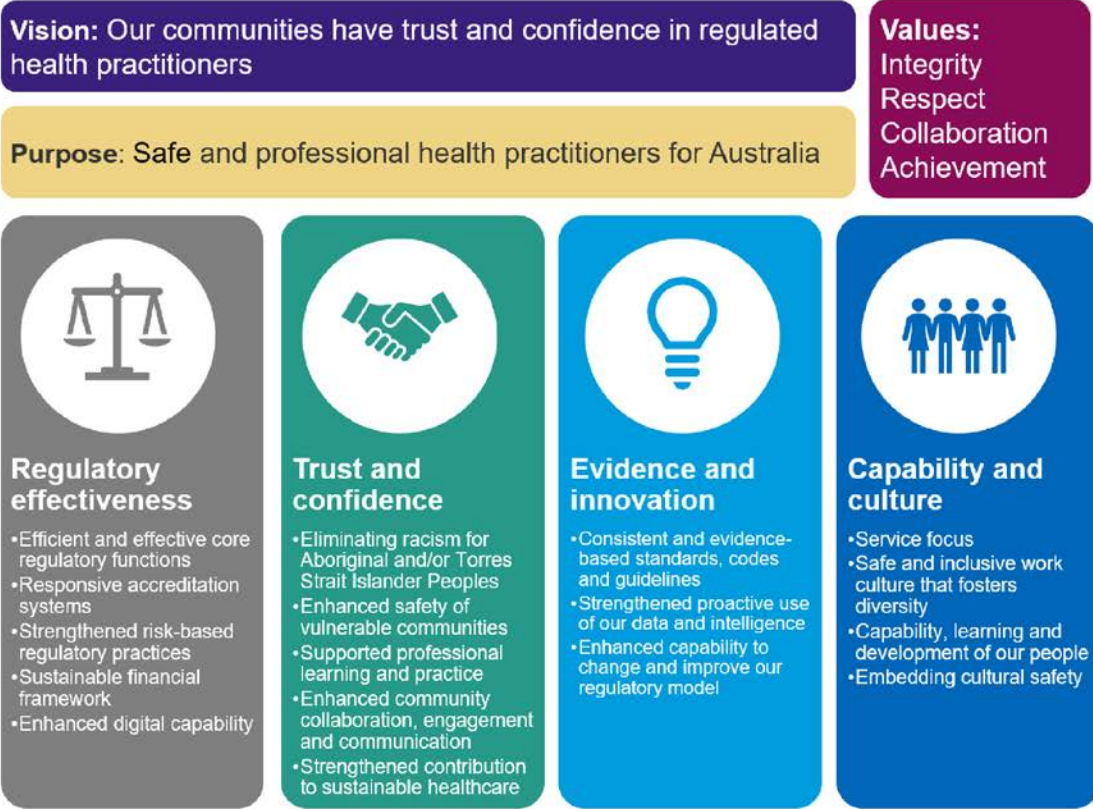 Vision: Our communities have trust and confidence in regulated
health practitioners
Purpose: Safe and professional health practitioners for Australia
Values:
Integrity
Respect
Collaboration
Achievement
Regulatory
effectiveness
•Efficient and effective core
regulatory functions
•Responsive accreditation
systems
•Strengthened risk-based
regulatory practices
•Sustainable financial
framework
•Enhanced digital capability
Trust and
confidence
•Eliminating racism for
Aboriginal and/or Torres
Strait Islander Peoples
•Enhanced safety of
vulnerable communities
•Supported professional
learning and practice
•Enhanced community
collaboration, engagement
and communication
•Strengthened contribution
to sustainable healthcare
Evidence and
innovation
•Consistent and evidence-
based standards, codes
and guidelines
•Strengthened proactive use
of our data and intelligence
•Enhanced capability to
change and improve our
regulatory model
Capability and
culture
•Service focus
•Safe and inclusive work
culture that fosters
diversity
•Capability, learning and
development of our people
•Embedding cultural safety